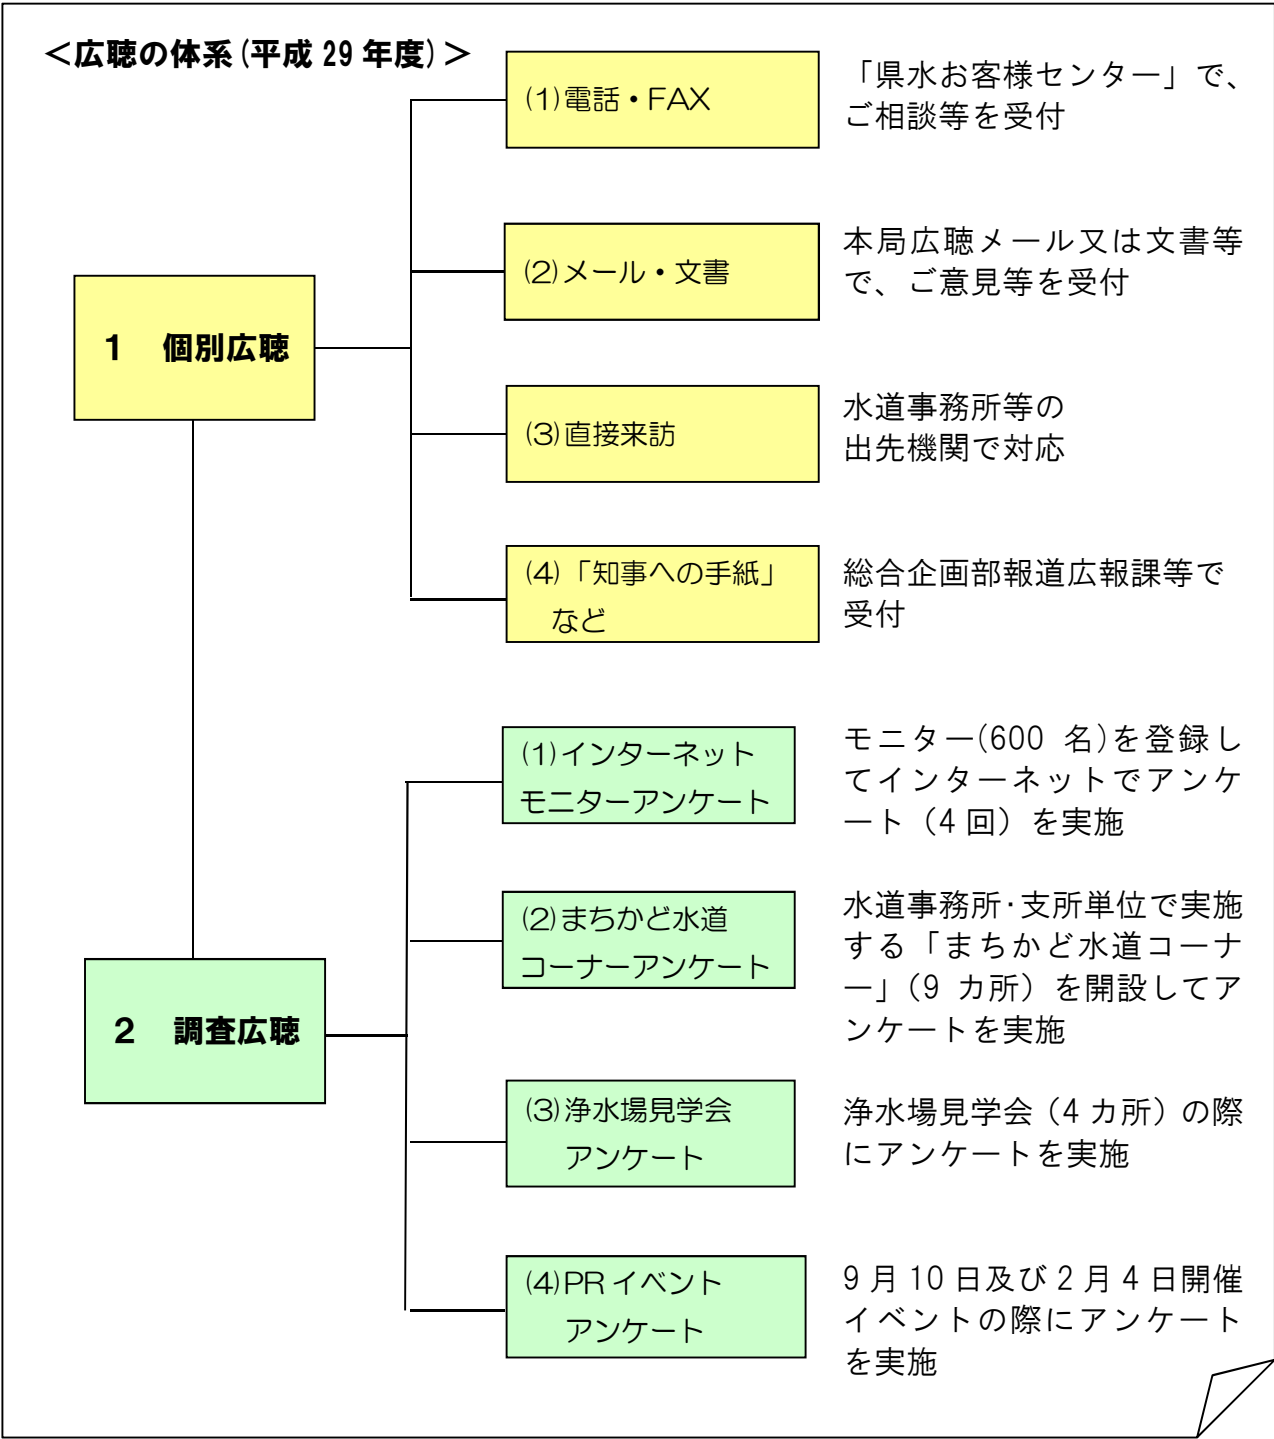 ＜広聴の体系(平成 29 年度)＞
１　個別広聴
(1)電話・FAX
「県水お客様センター」で、
ご相談等を受付
(2)メール・文書
本局広聴メール又は文書等
で、ご意見等を受付
(3)直接来訪
水道事務所等の
出先機関で対応
(4)「知事への手紙」
など
総合企画部報道広報課等で
受付
２　調査広聴
(1)インターネット
モニターアンケート
モニター(600 名)を登録し
てインターネットでアンケ
ート（4 回）を実施
(2)まちかど水道
コーナーアンケート
水道事務所･支所単位で実施
する「まちかど水道コーナ
ー」（9 カ所）を開設してア
ンケートを実施
(3)浄水場見学会
アンケート
浄水場見学会（4 カ所）の際
にアンケートを実施
(4)PR イベント
アンケート
9 月 10 日及び 2 月 4 日開催
イベントの際にアンケート
を実施